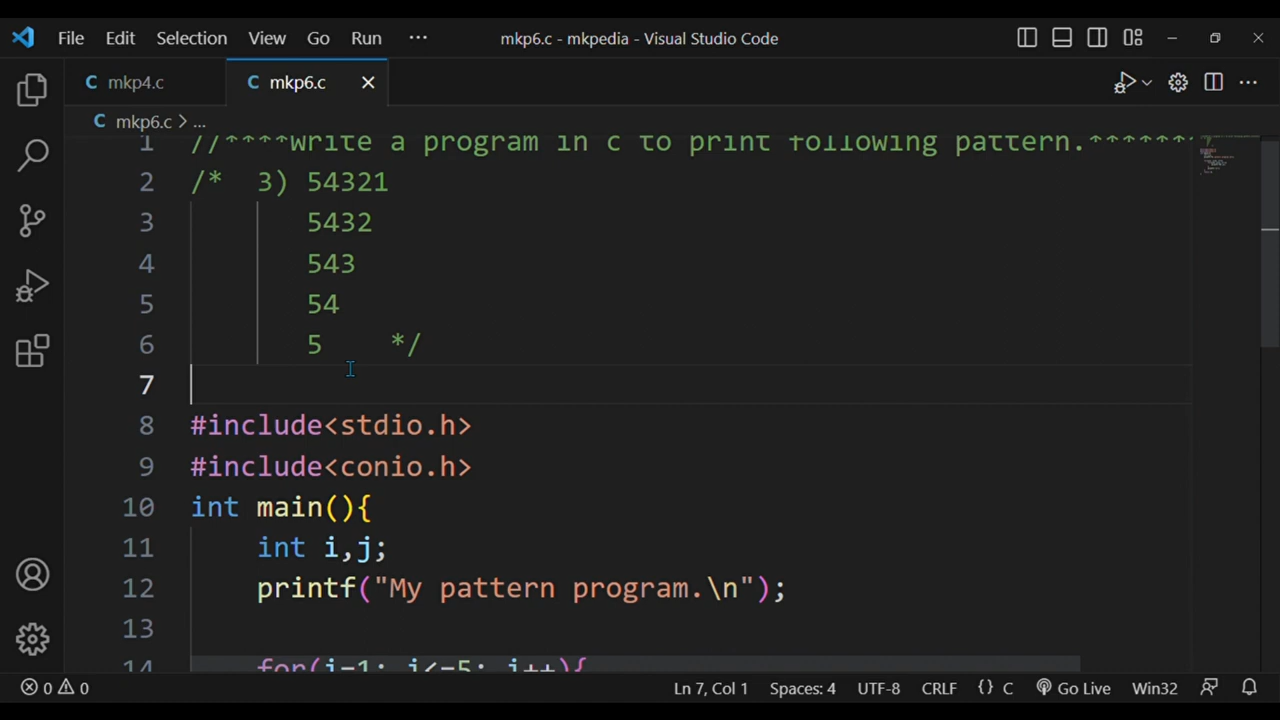 File Edit Selection View Go Run ··· mkp6.c - mkpedia - Visual Studio Code
C mkp4.c C mkp6.c
C mkp6.c > ...
1 //****Write a program in c to print following pattern.*******
2 /* 3) 54321
3 5432
4 543
5 54
6 5 */
7
8 #include<stdio.h>
9 #include<conio.h>
10 int main(){
11 int i,j;
12 printf("My pattern program.\n");
13
14 for(i=1; i<=5; i++){
0 0 Ln 7, Col 1 Spaces: 4 UTF-8 CRLF {} C Go Live Win32